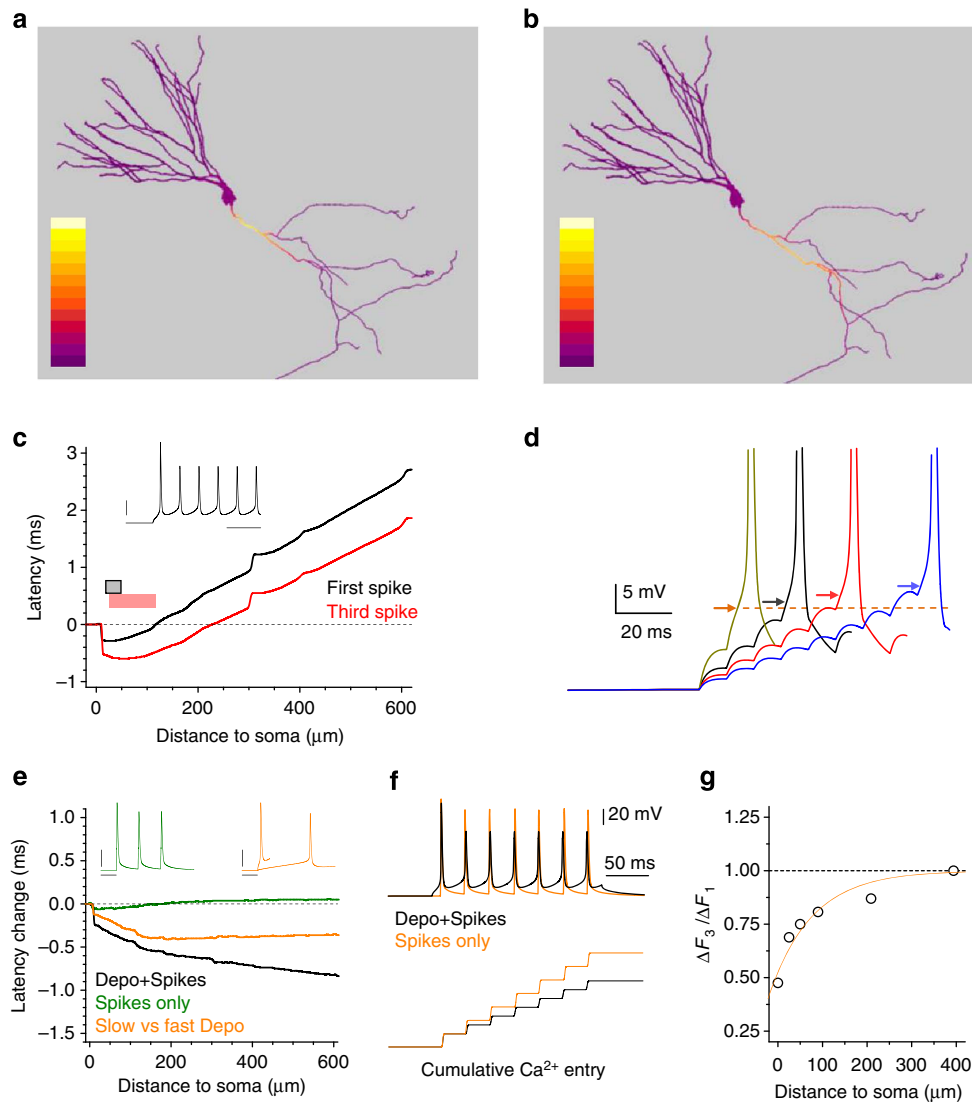 a
b
c
3
2
1
0
−1
Latency (ms)
First spike
Third spike
0 200 400 600
Distance to soma (μm)
d
5 mV
20 ms
e
1.0
0.5
0.0
−0.5
−1.0
−1.5
Latency change (ms)
Depo+Spikes
Spikes only
Slow vs fast Depo
0 200 400 600
Distance to soma (μm)
f
20 mV
50 ms
Depo+Spikes
Spikes only
Cumulative Ca²⁺ entry
g
1.25
1.00
0.75
0.50
0.25
ΔF₃/ΔF₁
0 100 200 300 400
Distance to soma (μm)